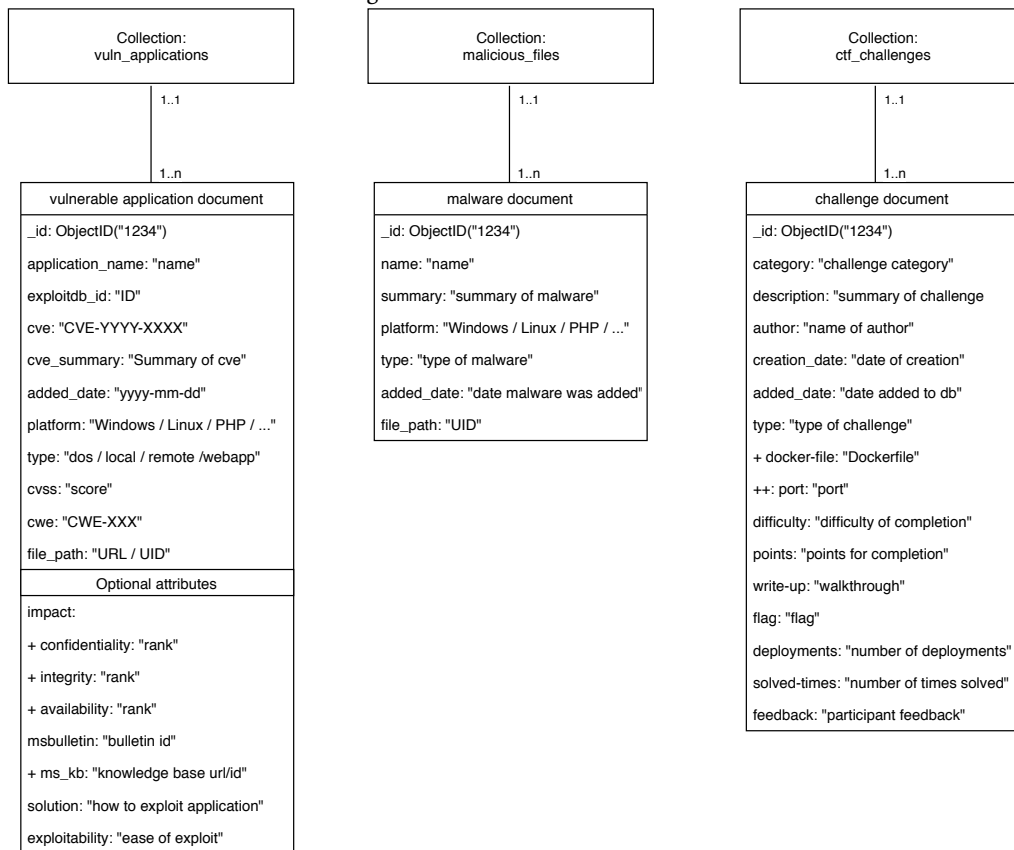 Collection:
vuln_applications
1..1
1..n
vulnerable application document
_id: ObjectID("1234")
application_name: "name"
exploitdb_id: "ID"
cve: "CVE-YYYY-XXXX"
cve_summary: "Summary of cve"
added_date: "yyyy-mm-dd"
platform: "Windows / Linux / PHP / ..."
type: "dos / local / remote /webapp"
cvss: "score"
cwe: "CWE-XXX"
file_path: "URL / UID"
Optional attributes
impact:
+ confidentiality: "rank"
+ integrity: "rank"
+ availability: "rank"
msbulletin: "bulletin id"
+ ms_kb: "knowledge base url/id"
solution: "how to exploit application"
exploitability: "ease of exploit"
Collection:
malicious_files
1..1
1..n
malware document
_id: ObjectID("1234")
name: "name"
summary: "summary of malware"
platform: "Windows / Linux / PHP / ..."
type: "type of malware"
added_date: "date malware was added"
file_path: "UID"
Collection:
ctf_challenges
1..1
1..n
challenge document
_id: ObjectID("1234")
category: "challenge category"
description: "summary of challenge
author: "name of author"
creation_date: "date of creation"
added_date: "date added to db"
type: "type of challenge"
+ docker-file: "Dockerfile"
++: port: "port"
difficulty: "difficulty of completion"
points: "points for completion"
write-up: "walkthrough"
flag: "flag"
deployments: "number of deployments"
solved-times: "number of times solved"
feedback: "participant feedback"